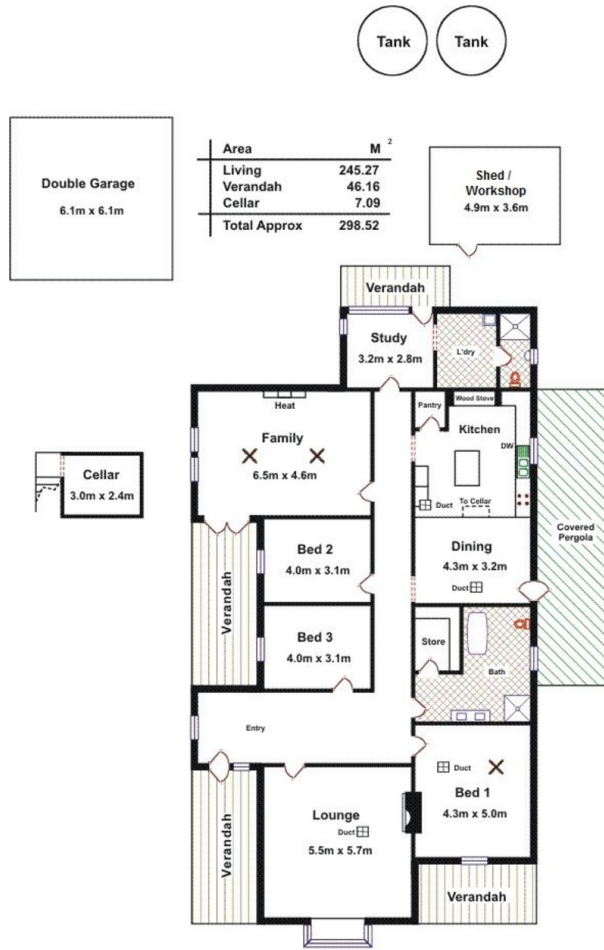 Tank
Tank
Double Garage
6.1m x 6.1m
Area M 2
Living 245.27
Verandah 46.16
Cellar 7.09
Total Approx 298.52
Shed /
Workshop
4.9m x 3.6m
Verandah
Study
3.2m x 2.8m
L'dry
Heat
Family
6.5m x 4.6m
Pantry
Wood Stove
Kitchen
DW
Duct
To Cellar
Cellar
3.0m x 2.4m
Covered
Pergola
Bed 2
4.0m x 3.1m
Dining
4.3m x 3.2m
Duct
Verandah
Bed 3
4.0m x 3.1m
Store
Bath
Entry
Duct
Bed 1
4.3m x 5.0m
Lounge
Duct
5.5m x 5.7m
Verandah
Verandah